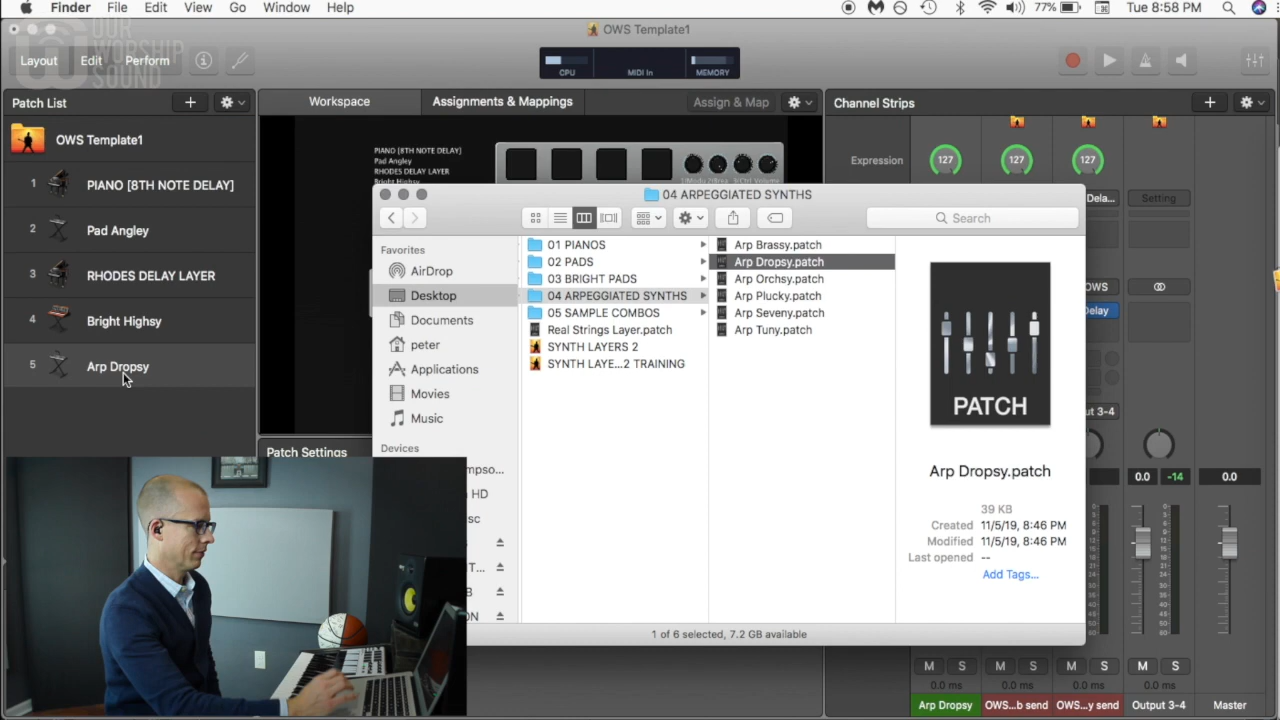 Finder File Edit View Go Window Help
77% Tue 8:58 PM
OUR
WORSHIP
SOUND
OWS Template1
Layout Edit Perform
CPU MIDI In MEMORY
Patch List
Workspace Assignments & Mappings Assign & Map
Channel Strips
OWS Template1
1 PIANO [8TH NOTE DELAY]
2 Pad Angley
3 RHODES DELAY LAYER
4 Bright Highsy
5 Arp Dropsy
PIANO [8TH NOTE DELAY]
Pad Angley
RHODES DELAY LAYER
Bright Highsy
Expression 127 127 127
Setting
04 ARPEGGIATED SYNTHS
Search
Favorites
AirDrop
Desktop
Documents
peter
Applications
Movies
Music
Devices
01 PIANOS
02 PADS
03 BRIGHT PADS
04 ARPEGGIATED SYNTHS
05 SAMPLE COMBOS
Real Strings Layer.patch
SYNTH LAYERS 2
SYNTH LAYE...2 TRAINING
Arp Brassy.patch
Arp Dropsy.patch
Arp Orchsy.patch
Arp Plucky.patch
Arp Seveny.patch
Arp Tuny.patch
PATCH
Arp Dropsy.patch
39 KB
Created 11/5/19, 8:46 PM
Modified 11/5/19, 8:46 PM
Last opened --
Add Tags...
1 of 6 selected, 7.2 GB available
Patch Settings
0.0 -14 0.0
M S M S M S M S
0.0 ms 0.0 ms 0.0 ms 0.0 ms
Arp Dropsy OWS...b send OWS...y send Output 3-4 Master